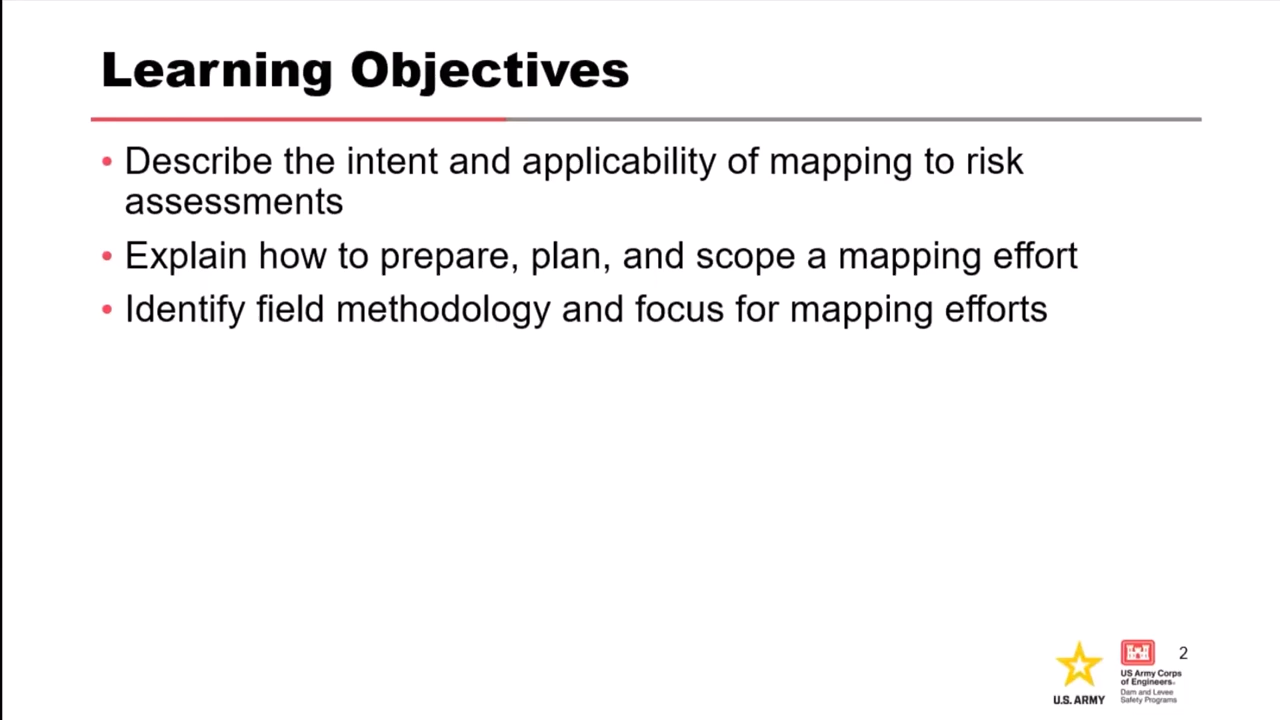 Learning Objectives
• Describe the intent and applicability of mapping to risk
assessments
• Explain how to prepare, plan, and scope a mapping effort
• Identify field methodology and focus for mapping efforts
U.S. ARMY
US Army Corps
of Engineers®
Dam and Levee
Safety Programs
2